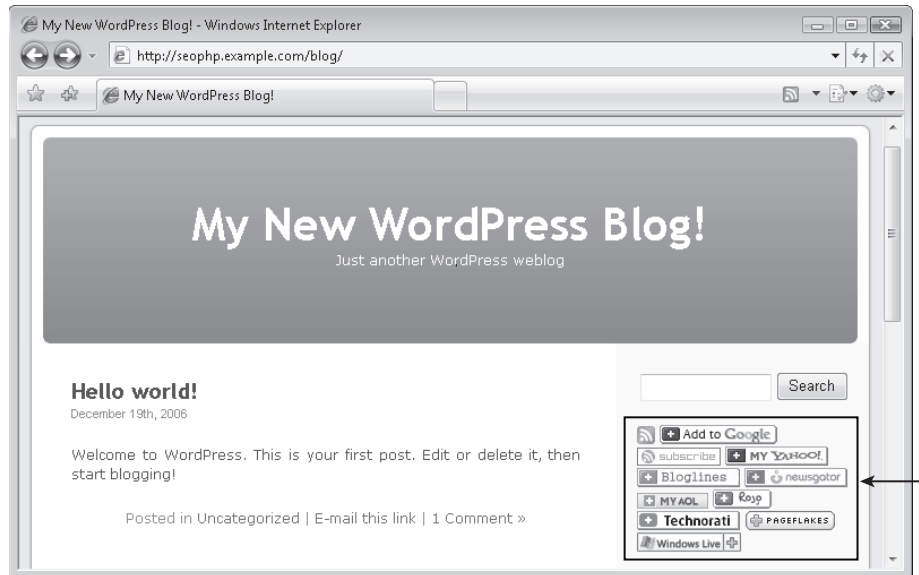 My New WordPress Blog! - Windows Internet Explorer
http://seophp.example.com/blog/
My New WordPress Blog!
My New WordPress Blog!
Just another WordPress weblog
Hello world!
December 19th, 2006
Welcome to WordPress. This is your first post. Edit or delete it, then
start blogging!
Posted in Uncategorized | E-mail this link | 1 Comment »
Search
Add to Google
subscribe MY YAHOO!
Bloglines newsgator
MY AOL Rojo
Technorati PAGEFLAKES
Windows Live